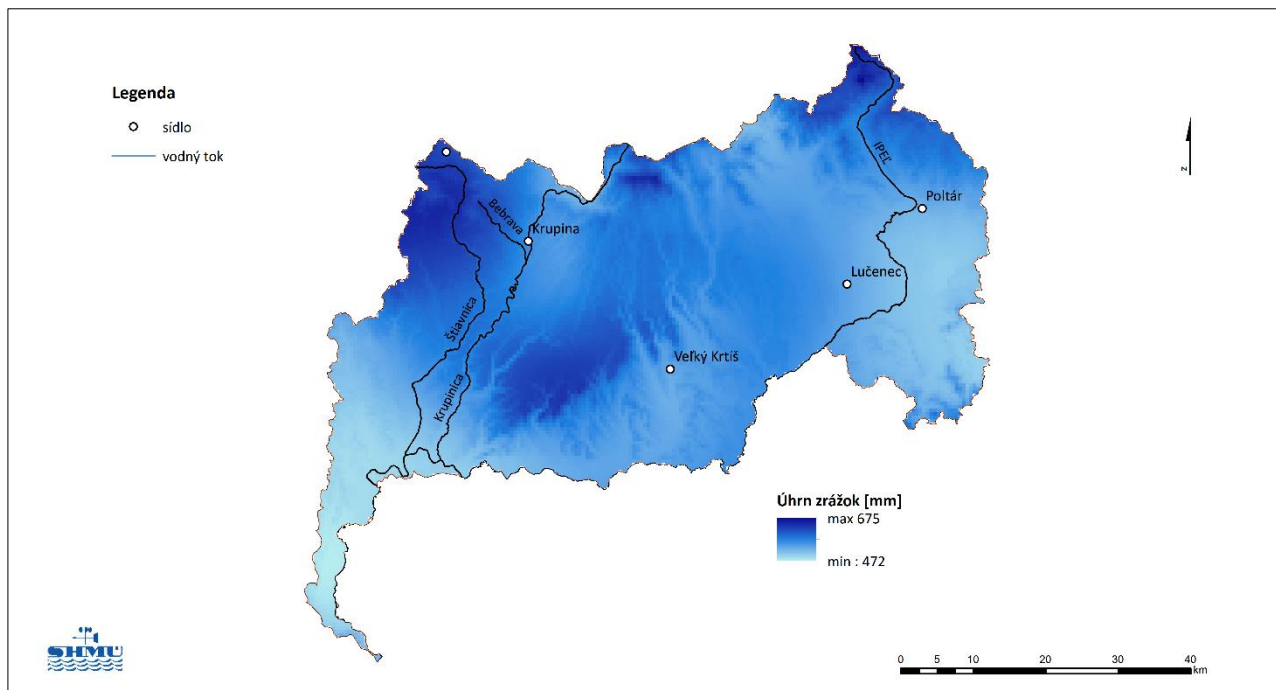 Legenda
sídlo
vodný tok
IPEĽ
Poltár
Bebrava
Krupina
Lučenec
Štiavnica
Veľký Krtíš
Krupinica
Úhrn zrážok [mm]
max 675
min : 472
SHMÚ
0 5 10 20 30 40
km
z